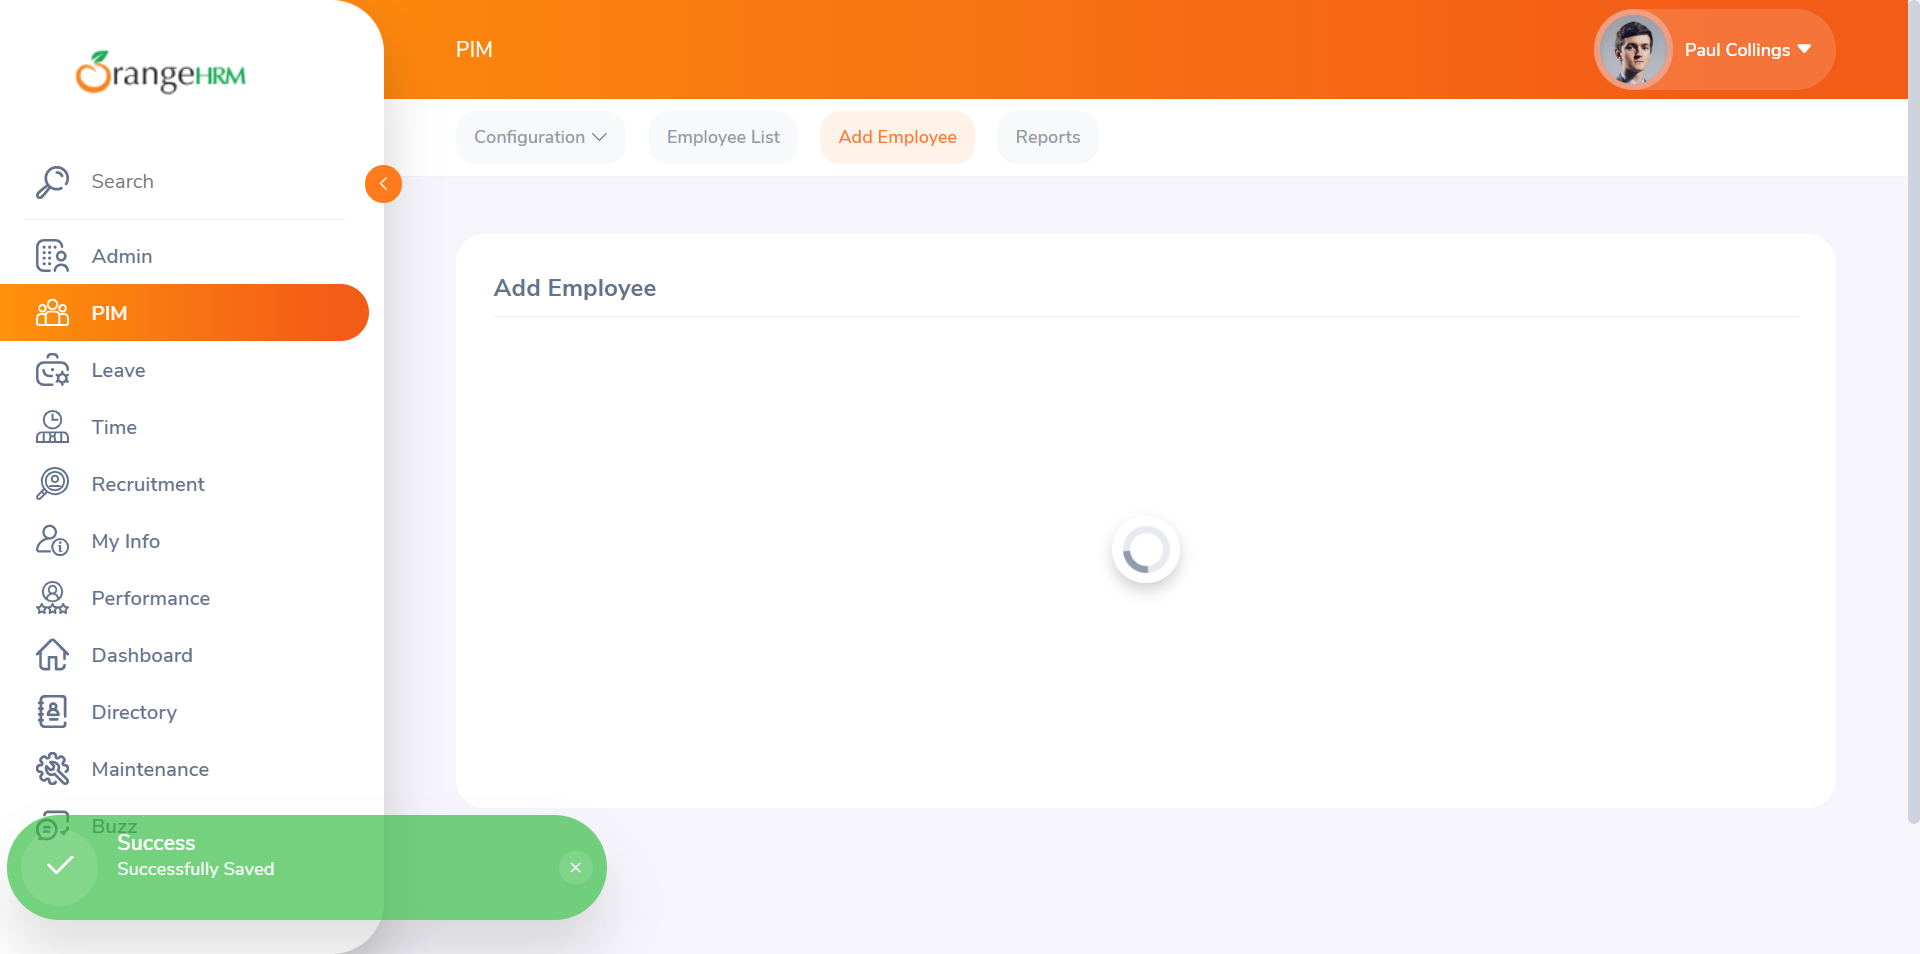 OrangeHRM
PIM
Paul Collings
Configuration
Employee List
Add Employee
Reports
Search
Admin
PIM
Leave
Time
Recruitment
My Info
Performance
Dashboard
Directory
Maintenance
Buzz
Add Employee
Success
Successfully Saved